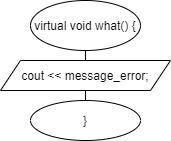 virtual void what() {
cout << message_error;
}